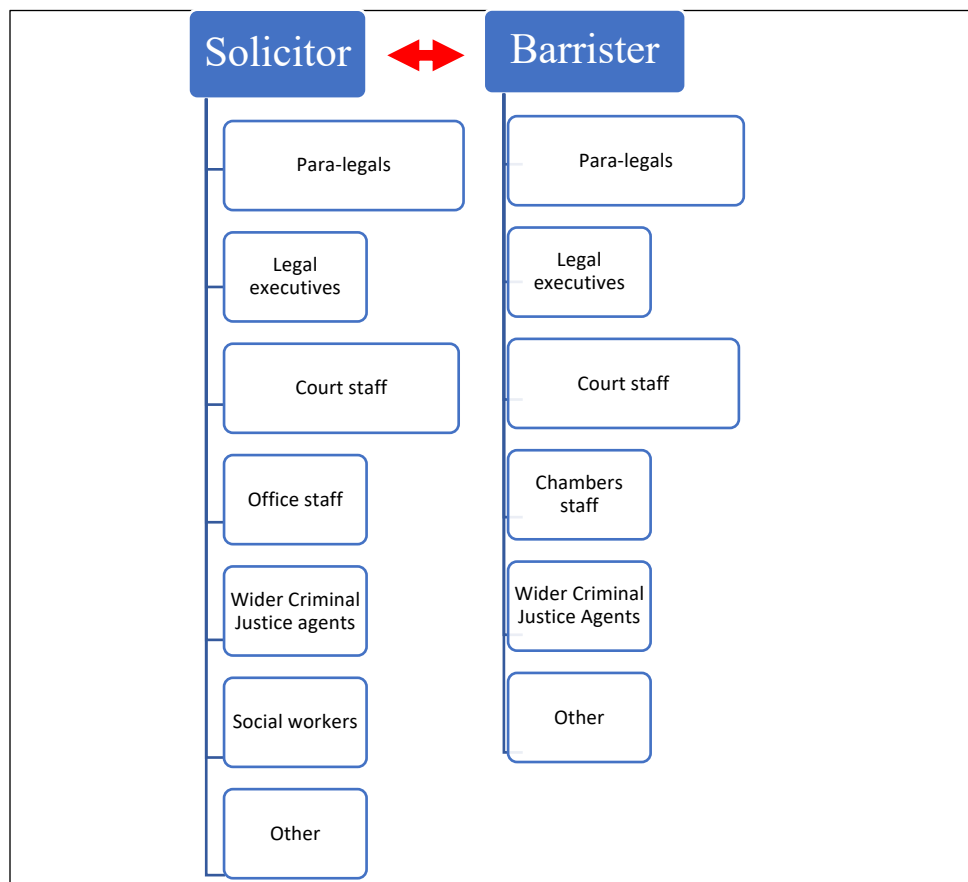 Solicitor
Barrister
Para-legals
Legal
executives
Court staff
Office staff
Wider Criminal
Justice agents
Social workers
Other
Para-legals
Legal
executives
Court staff
Chambers
staff
Wider Criminal
Justice Agents
Other